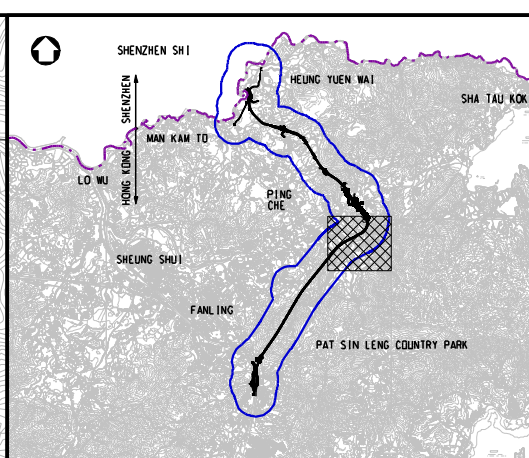 SHENZHEN SHI
HEUNG YUEN WAI
SHA TAU KOK
SHENZHEN
HONG KONG
MAN KAM TO
LO WU
PING
CHE
SHEUNG SHUI
FANLING
PAT SIN LENG COUNTRY PARK